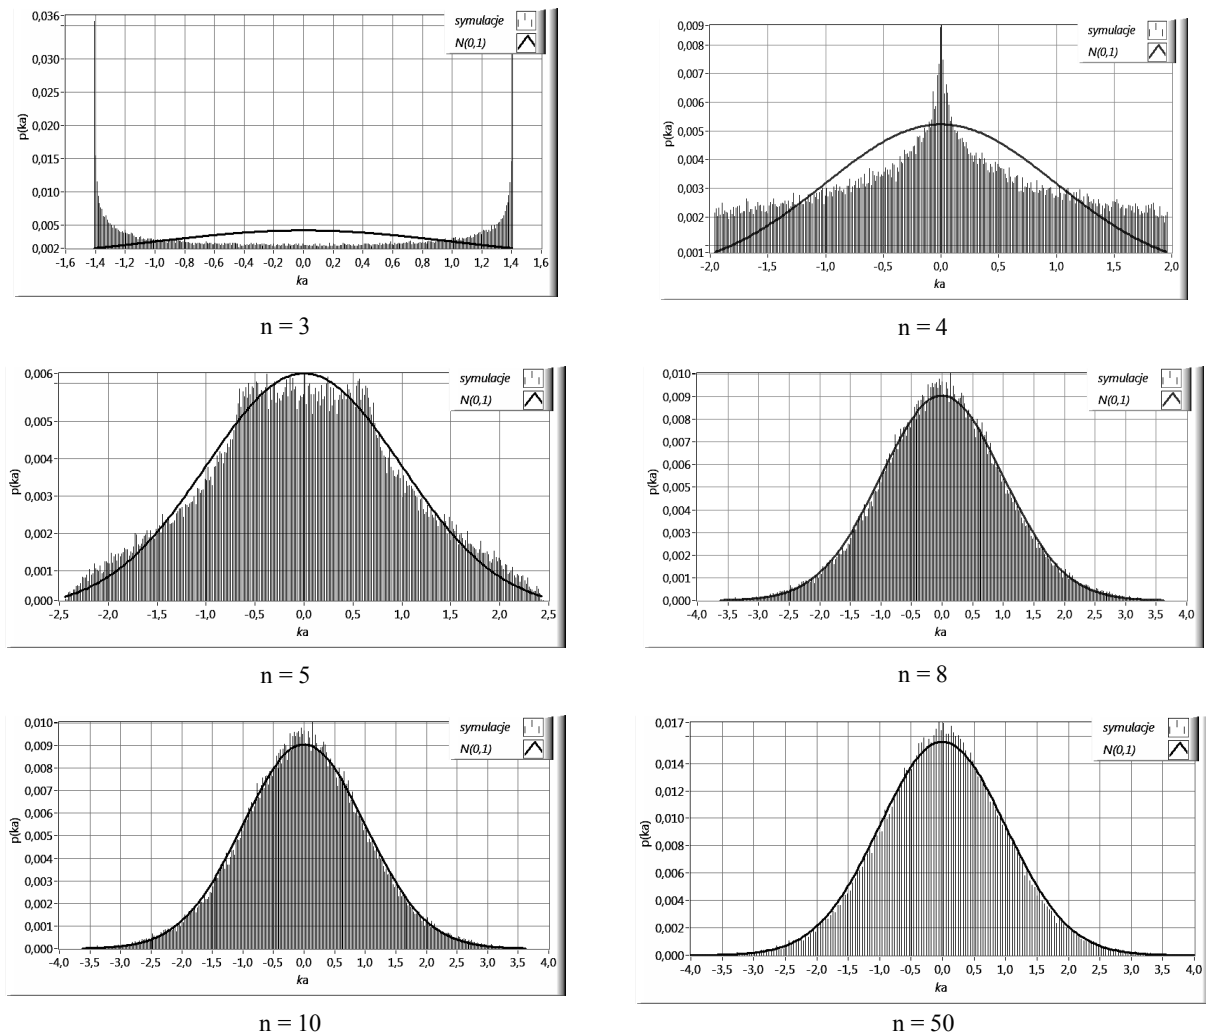 0,036
0,030
0,025
0,020
0,015
0,010
0,005
0,002
p(ka)
-1,6 -1,4 -1,2 -1,0 -0,8 -0,6 -0,4 -0,2 0,0 0,2 0,4 0,6 0,8 1,0 1,2 1,4 1,6
ka
symulacje
N(0,1)
n = 3
0,009
0,008
0,007
0,006
0,005
0,004
0,003
0,002
0,001
p(ka)
-2,0 -1,5 -1,0 -0,5 0,0 0,5 1,0 1,5 2,0
ka
symulacje
N(0,1)
n = 4
0,006
0,005
0,004
0,003
0,002
0,001
0,000
p(ka)
-2,5 -2,0 -1,5 -1,0 -0,5 0,0 0,5 1,0 1,5 2,0 2,5
ka
symulacje
N(0,1)
n = 5
0,010
0,009
0,008
0,007
0,006
0,005
0,004
0,003
0,002
0,001
0,000
p(ka)
-4,0 -3,5 -3,0 -2,5 -2,0 -1,5 -1,0 -0,5 0,0 0,5 1,0 1,5 2,0 2,5 3,0 3,5 4,0
ka
symulacje
N(0,1)
n = 8
0,010
0,009
0,008
0,007
0,006
0,005
0,004
0,003
0,002
0,001
0,000
p(ka)
-4,0 -3,5 -3,0 -2,5 -2,0 -1,5 -1,0 -0,5 0,0 0,5 1,0 1,5 2,0 2,5 3,0 3,5 4,0
ka
symulacje
N(0,1)
n = 10
0,017
0,014
0,012
0,010
0,008
0,006
0,004
0,002
0,000
p(ka)
-4,0 -3,5 -3,0 -2,5 -2,0 -1,5 -1,0 -0,5 0,0 0,5 1,0 1,5 2,0 2,5 3,0 3,5 4,0
ka
symulacje
N(0,1)
n = 50